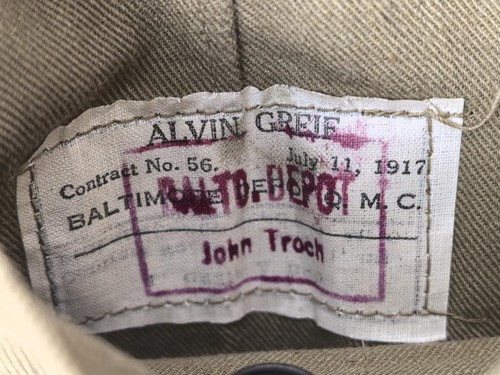 ALVIN GREIF
Contract No. 56. July 11, 1917
BALTIMORE DEPOT Q. M. C.
BALTO. DEPOT
John Troch